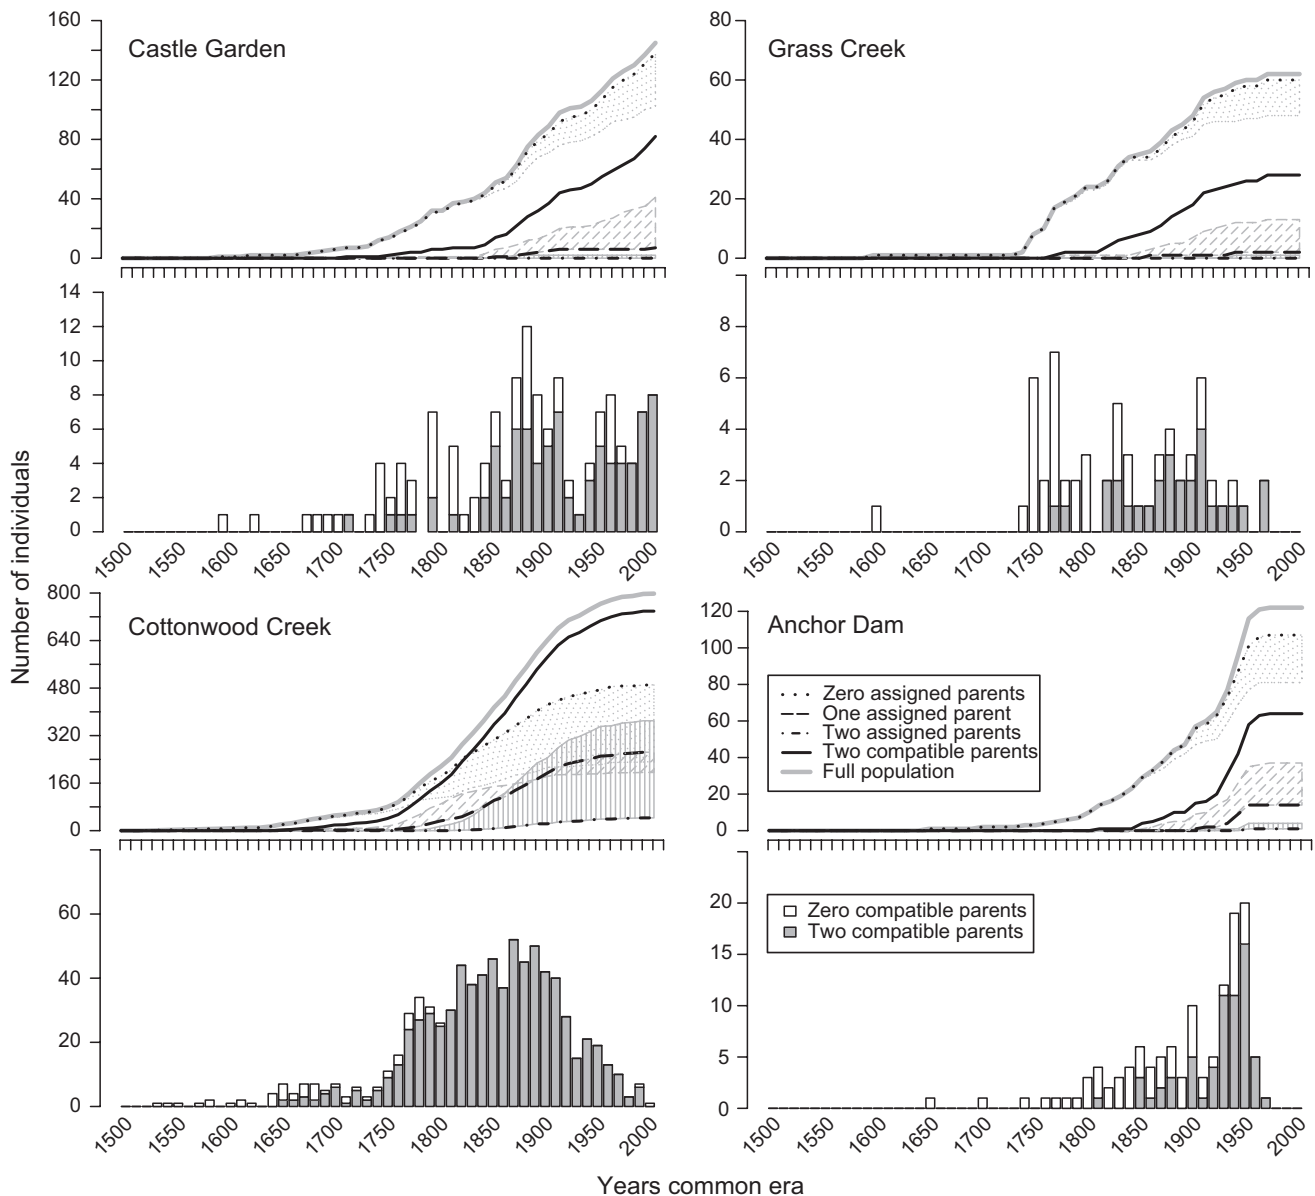 Number of individuals
Castle Garden
160
120
80
40
0
14
12
10
8
6
4
2
0
1500 1550 1600 1650 1700 1750 1800 1850 1900 1950 2000
Grass Creek
80
60
40
20
0
8
6
4
2
0
1500 1550 1600 1650 1700 1750 1800 1850 1900 1950 2000
Cottonwood Creek
800
640
480
320
160
0
60
40
20
0
1500 1550 1600 1650 1700 1750 1800 1850 1900 1950 2000
Anchor Dam
120
100
80
60
40
20
0
Zero assigned parents
One assigned parent
Two assigned parents
Two compatible parents
Full population
20
15
10
5
0
Zero compatible parents
Two compatible parents
1500 1550 1600 1650 1700 1750 1800 1850 1900 1950 2000
Years common era